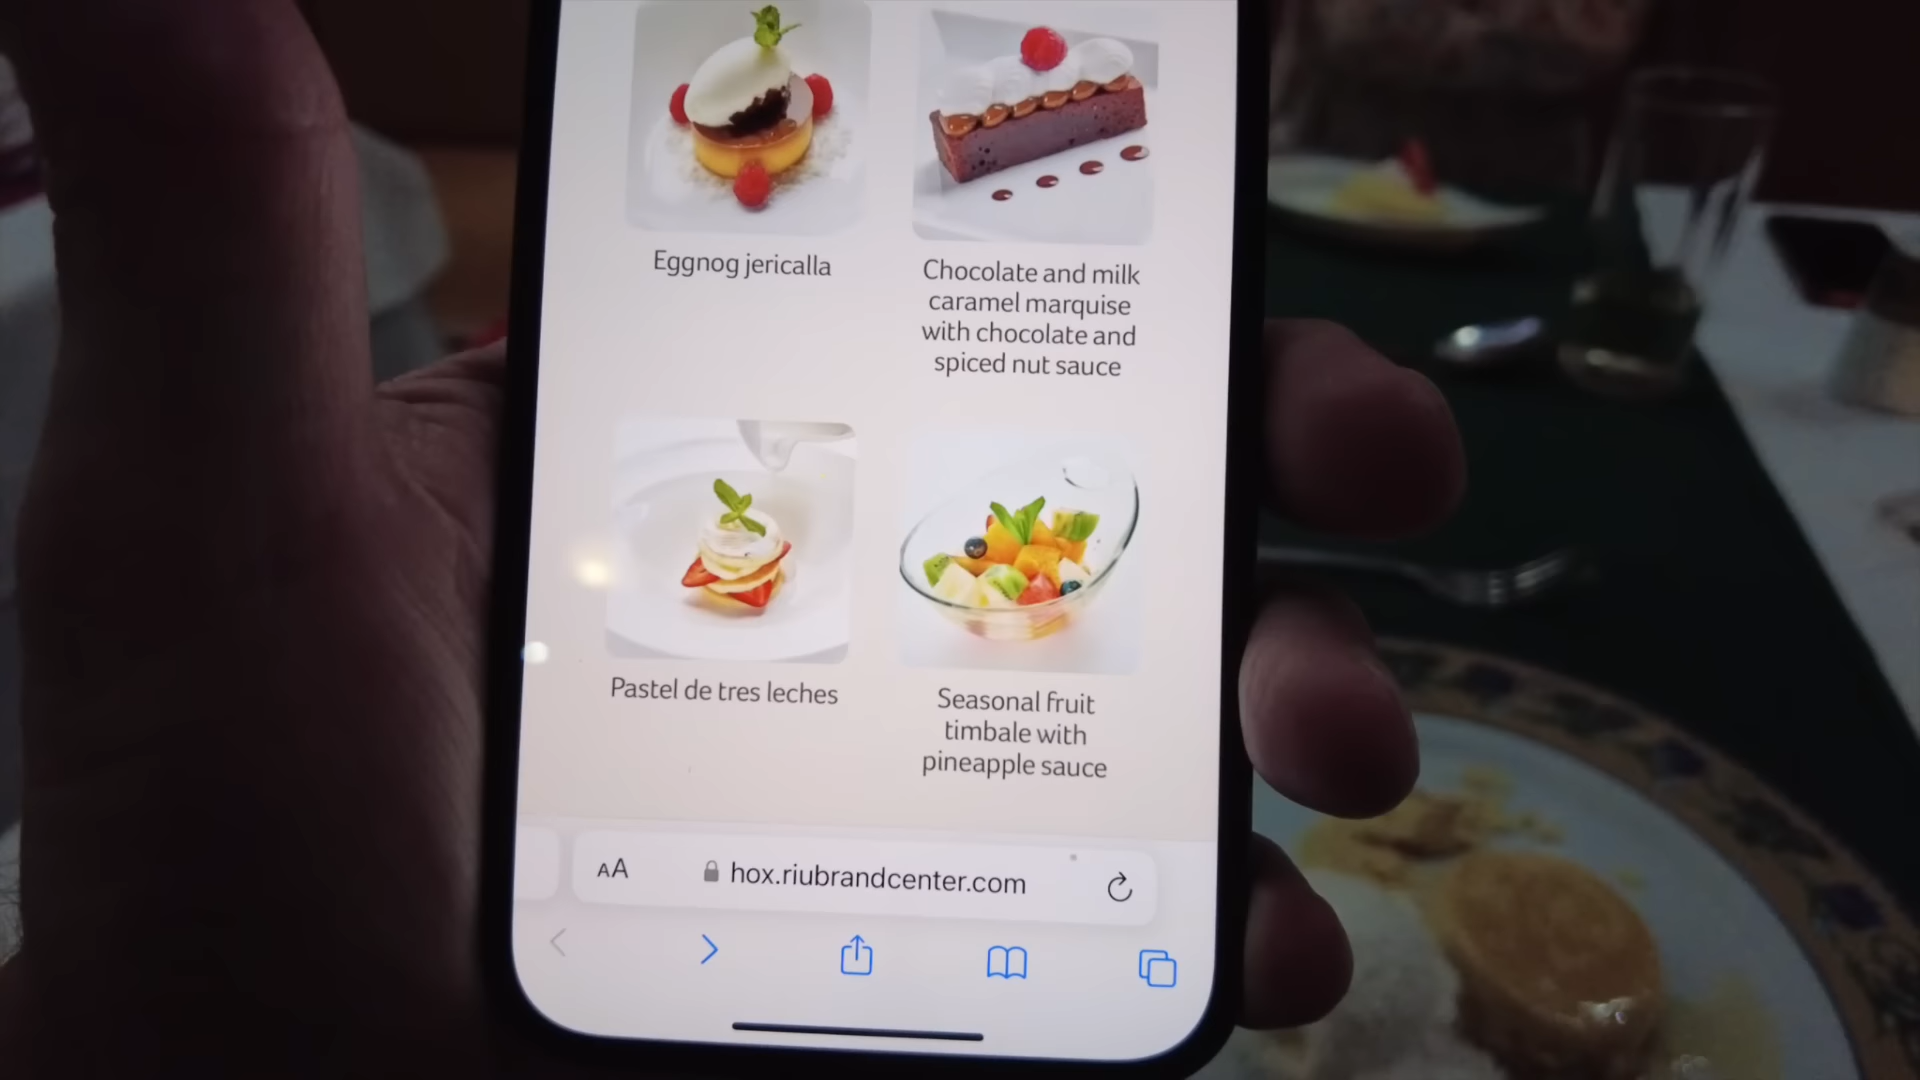 Eggnog jericalla
Chocolate and milk
caramel marquise
with chocolate and
spiced nut sauce
Pastel de tres leches
Seasonal fruit
timbale with
pineapple sauce
AA
hox.riubrandcenter.com